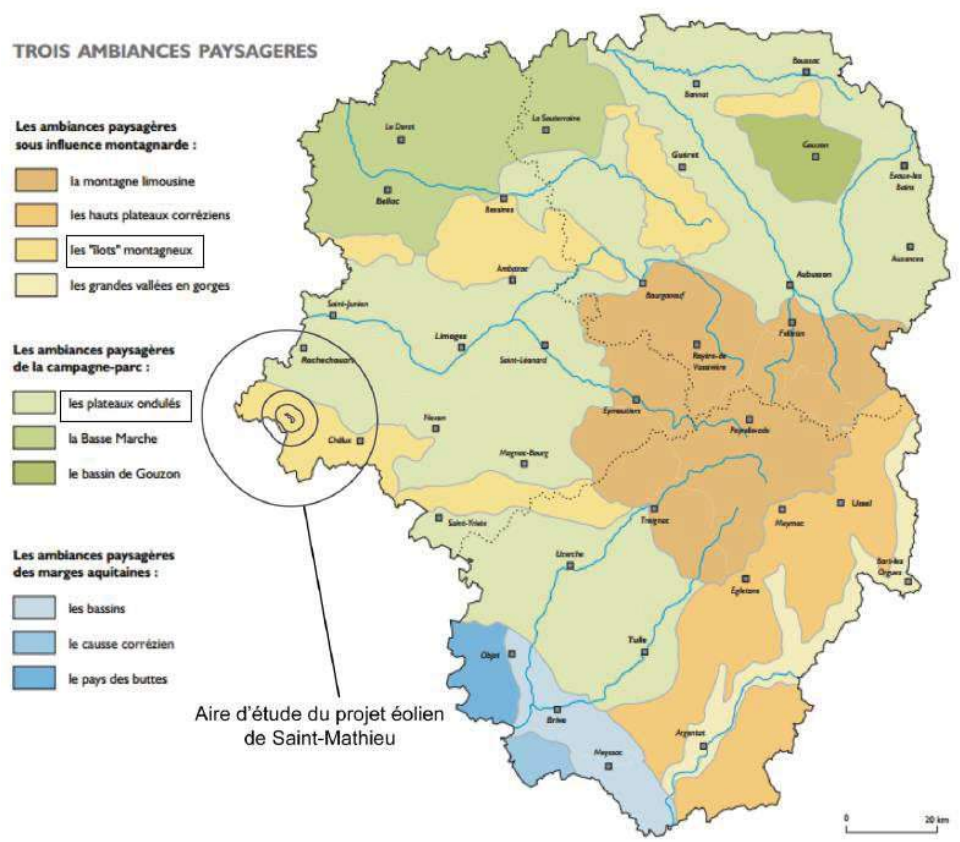 TROIS AMBIANCES PAYSAGERES
Les ambiances paysagères
sous influence montagnarde :
la montagne limousine
les hauts plateaux corréziens
les "îlots" montagneux
les grandes vallées en gorges
Les ambiances paysagères
de la campagne-parc :
les plateaux ondulés
la Basse Marche
le bassin de Gouzon
Les ambiances paysagères
des marges aquitaines :
les bassins
le causse corrézien
le pays des buttes
Aire d'étude du projet éolien
de Saint-Mathieu
Boussac
Bonnat
Le Dorat
La Souterraine
Guéret
Gouzon
Evaux-les
Bains
Bellac
Bessines
Auzances
Ambazac
Aubusson
Bourganeuf
Saint-Junien
Felletin
Limoges
Saint-Léonard
Royère-de
Vassivière
Rochechouart
Eymoutiers
Nexon
Peyrelevade
Châlus
Magnac-Bourg
Saint-Yrieix
Treignac
Meymac
Ussel
Uzerche
Bort-les
Orgues
Egletons
Objat
Tulle
Brive
Argentat
Meyssac
0
20 km